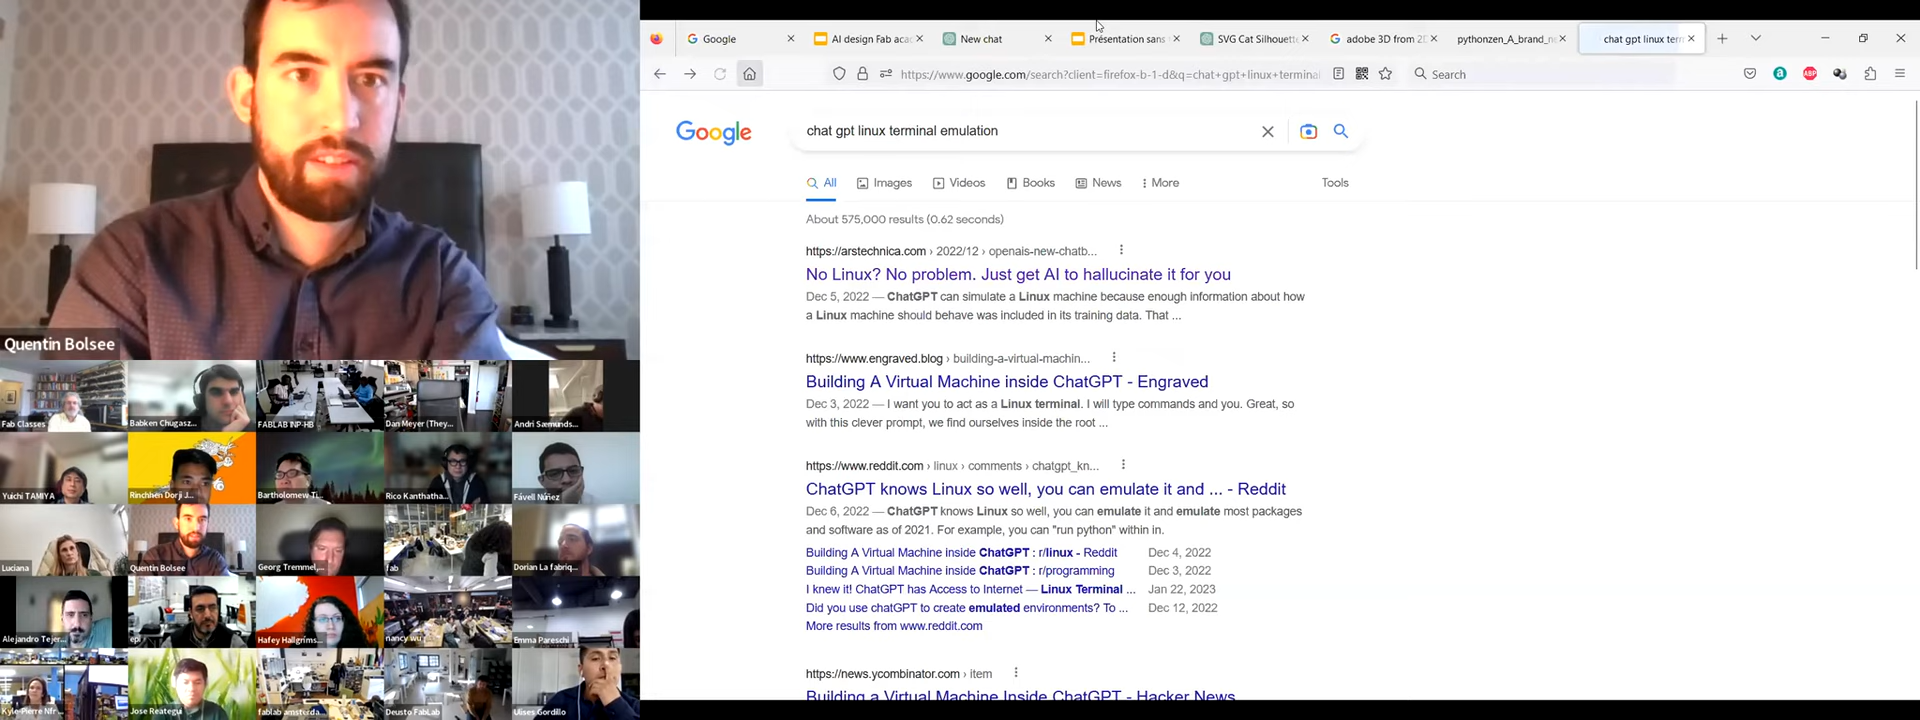 Quentin Bolsee
Fab Classes
Babken Chugasz...
FABLAB INP-HB
Dan Meyer (They...
Andri Sæmunds...
Yuichi TAMIYA
Rinchhen Dorji J...
Bartholomew Ti...
Rico Kanthatha...
Fávell Núñez
Luciana
Quentin Bolsee
Georg Tremmel,...
fab
Dorian La fabriq...
Alejandro Tejer...
epi
Hafey Hallgríms...
nancy wu
Emma Pareschi
Kyle-Pierre Nfr...
Jose Reategui
fablab amsterda...
Deusto FabLab
Ulises Gordillo
Google
AI design Fab aca
New chat
Présentation sans
SVG Cat Silhouette
adobe 3D from 2D
pythonzen_A_brand_n
chat gpt linux ter
https://www.google.com/search?client=firefox-b-1-d&q=chat+gpt+linux+terminal
Search
ABP
Google
chat gpt linux terminal emulation
All
Images
Videos
Books
News
More
Tools
About 575,000 results (0.62 seconds)
https://arstechnica.com › 2022/12 › openais-new-chatb...
No Linux? No problem. Just get AI to hallucinate it for you
Dec 5, 2022 — ChatGPT can simulate a Linux machine because enough information about how
a Linux machine should behave was included in its training data. That ...
https://www.engraved.blog › building-a-virtual-machin...
Building A Virtual Machine inside ChatGPT - Engraved
Dec 3, 2022 — I want you to act as a Linux terminal. I will type commands and you. Great, so
with this clever prompt, we find ourselves inside the root ...
https://www.reddit.com › linux › comments › chatgpt_kn...
ChatGPT knows Linux so well, you can emulate it and ... - Reddit
Dec 6, 2022 — ChatGPT knows Linux so well, you can emulate it and emulate most packages
and software as of 2021. For example, you can "run python" within in.
Building A Virtual Machine inside ChatGPT : r/linux - Reddit Dec 4, 2022
Building A Virtual Machine inside ChatGPT : r/programming Dec 3, 2022
I knew it! ChatGPT has Access to Internet — Linux Terminal ... Jan 22, 2023
Did you use chatGPT to create emulated environments? To ... Dec 12, 2022
More results from www.reddit.com
https://news.ycombinator.com › item
Building a Virtual Machine Inside ChatGPT - Hacker News